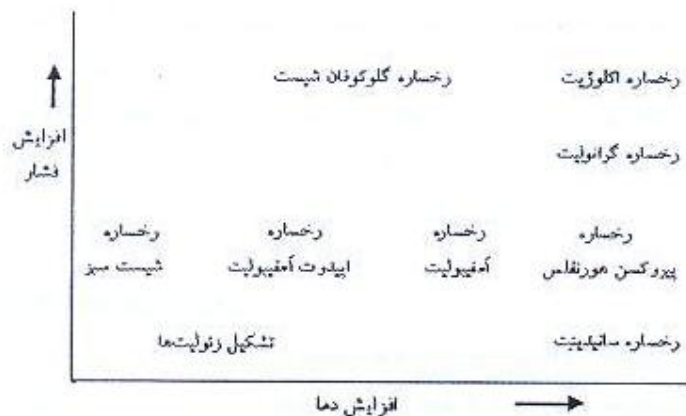 رخساره اکلوژیت
رخساره گلوکوفان شیست
افزایش
فشار
رخساره گرانولیت
رخساره
پیروکسن هورنفلس
رخساره
آمفیبولیت
رخساره
اپیدوت آمفیبولیت
رخساره
شیست سبز
رخساره سانیدینیت
تشکیل زئولیت‌ها
افزایش دما